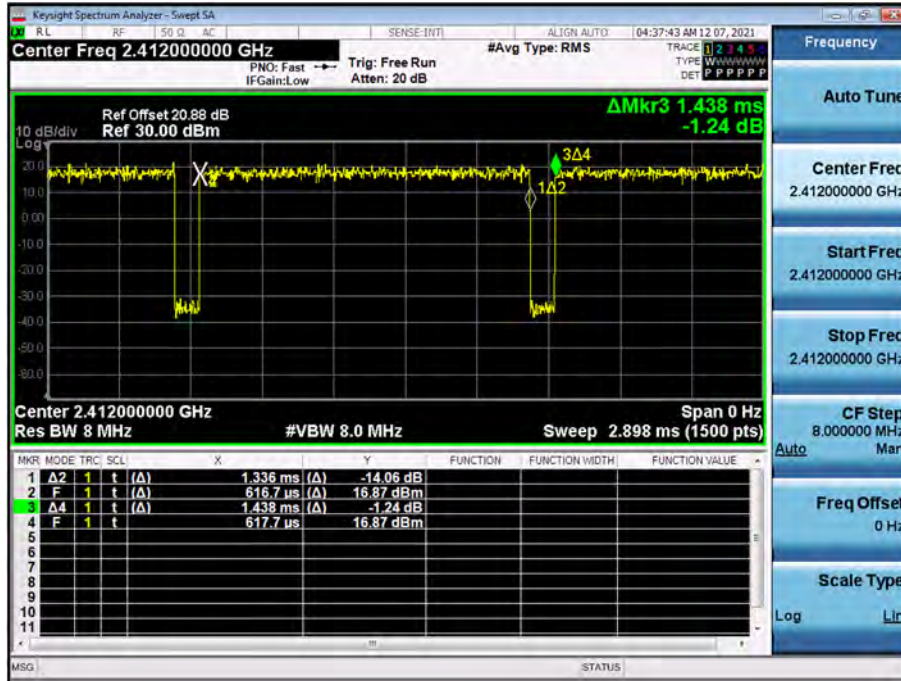 Keysight Spectrum Analyzer - Swept SA
RL RF 50 Ω AC SENSE:INT ALIGN AUTO 04:37:43 AM 12 07, 2021
Center Freq 2.412000000 GHz
PNO: Fast
IFGain:Low
Trig: Free Run
Atten: 20 dB
#Avg Type: RMS
TRACE 1 2 3 4 5
TYPE WWWWWW
DET P P P P P P
ΔMkr3 1.438 ms
-1.24 dB
Ref Offset 20.88 dB
10 dB/div Ref 30.00 dBm
Log
20.0
10.0
0.00
-10.0
-20.0
-30.0
-40.0
-50.0
-60.0
X
3Δ4
1Δ2
Center 2.412000000 GHz Span 0 Hz
Res BW 8 MHz #VBW 8.0 MHz Sweep 2.898 ms (1500 pts)
MKR MODE TRC SCL X Y FUNCTION FUNCTION WIDTH FUNCTION VALUE
1 Δ2 1 t (Δ) 1.336 ms (Δ) -14.06 dB
2 F 1 t (Δ) 616.7 µs 16.87 dBm
3 Δ4 1 t (Δ) 1.438 ms (Δ) -1.24 dB
4 F 1 t 617.7 µs 16.87 dBm
5
6
7
8
9
10
11
MSG STATUS
Frequency
Auto Tune
Center Freq
2.412000000 GHz
Start Freq
2.412000000 GHz
Stop Freq
2.412000000 GHz
CF Step
8.000000 MHz
Auto Man
Freq Offset
0 Hz
Scale Type
Log Lin